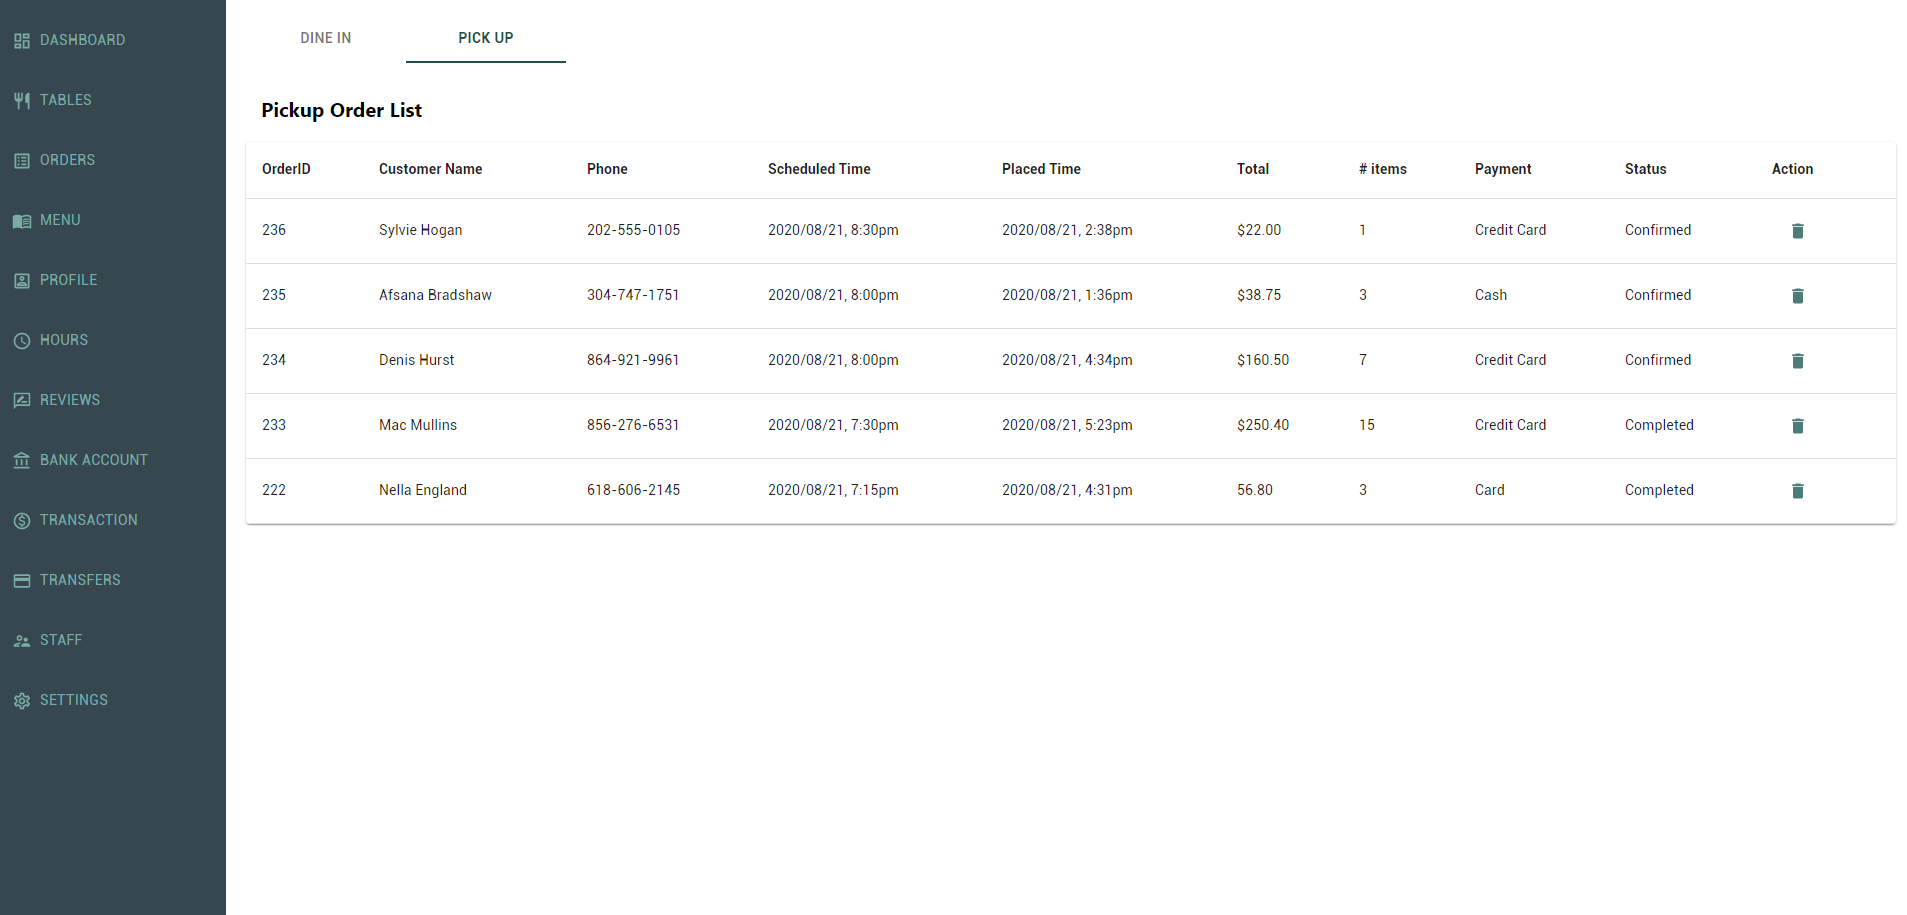 DASHBOARD
TABLES
ORDERS
MENU
PROFILE
HOURS
REVIEWS
BANK ACCOUNT
TRANSACTION
TRANSFERS
STAFF
SETTINGS
DINE IN PICK UP
Pickup Order List
OrderID Customer Name Phone Scheduled Time Placed Time Total # items Payment Status Action
236 Sylvie Hogan 202-555-0105 2020/08/21, 8:30pm 2020/08/21, 2:38pm $22.00 1 Credit Card Confirmed
235 Afsana Bradshaw 304-747-1751 2020/08/21, 8:00pm 2020/08/21, 1:36pm $38.75 3 Cash Confirmed
234 Denis Hurst 864-921-9961 2020/08/21, 8:00pm 2020/08/21, 4:34pm $160.50 7 Credit Card Confirmed
233 Mac Mullins 856-276-6531 2020/08/21, 7:30pm 2020/08/21, 5:23pm $250.40 15 Credit Card Completed
222 Nella England 618-606-2145 2020/08/21, 7:15pm 2020/08/21, 4:31pm 56.80 3 Card Completed